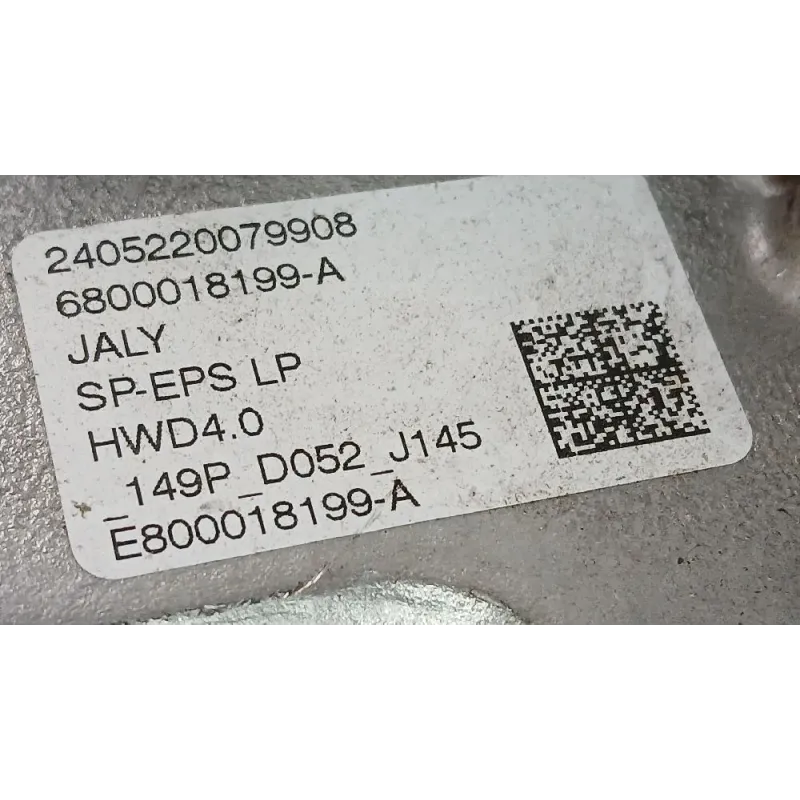 2405220079908
6800018199-A
JALY
SP-EPS LP
HWD4.0
_149P_D052_J145
E800018199-A